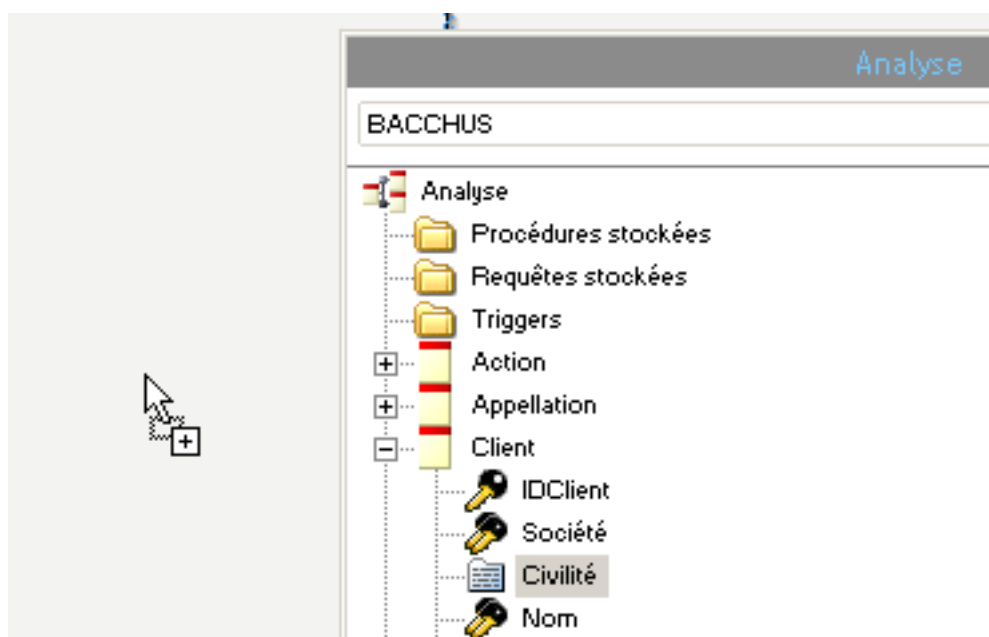 Analyse
BACCHUS
Analyse
Procédures stockées
Requêtes stockées
Triggers
Action
Appellation
Client
IDClient
Société
Civilité
Nom